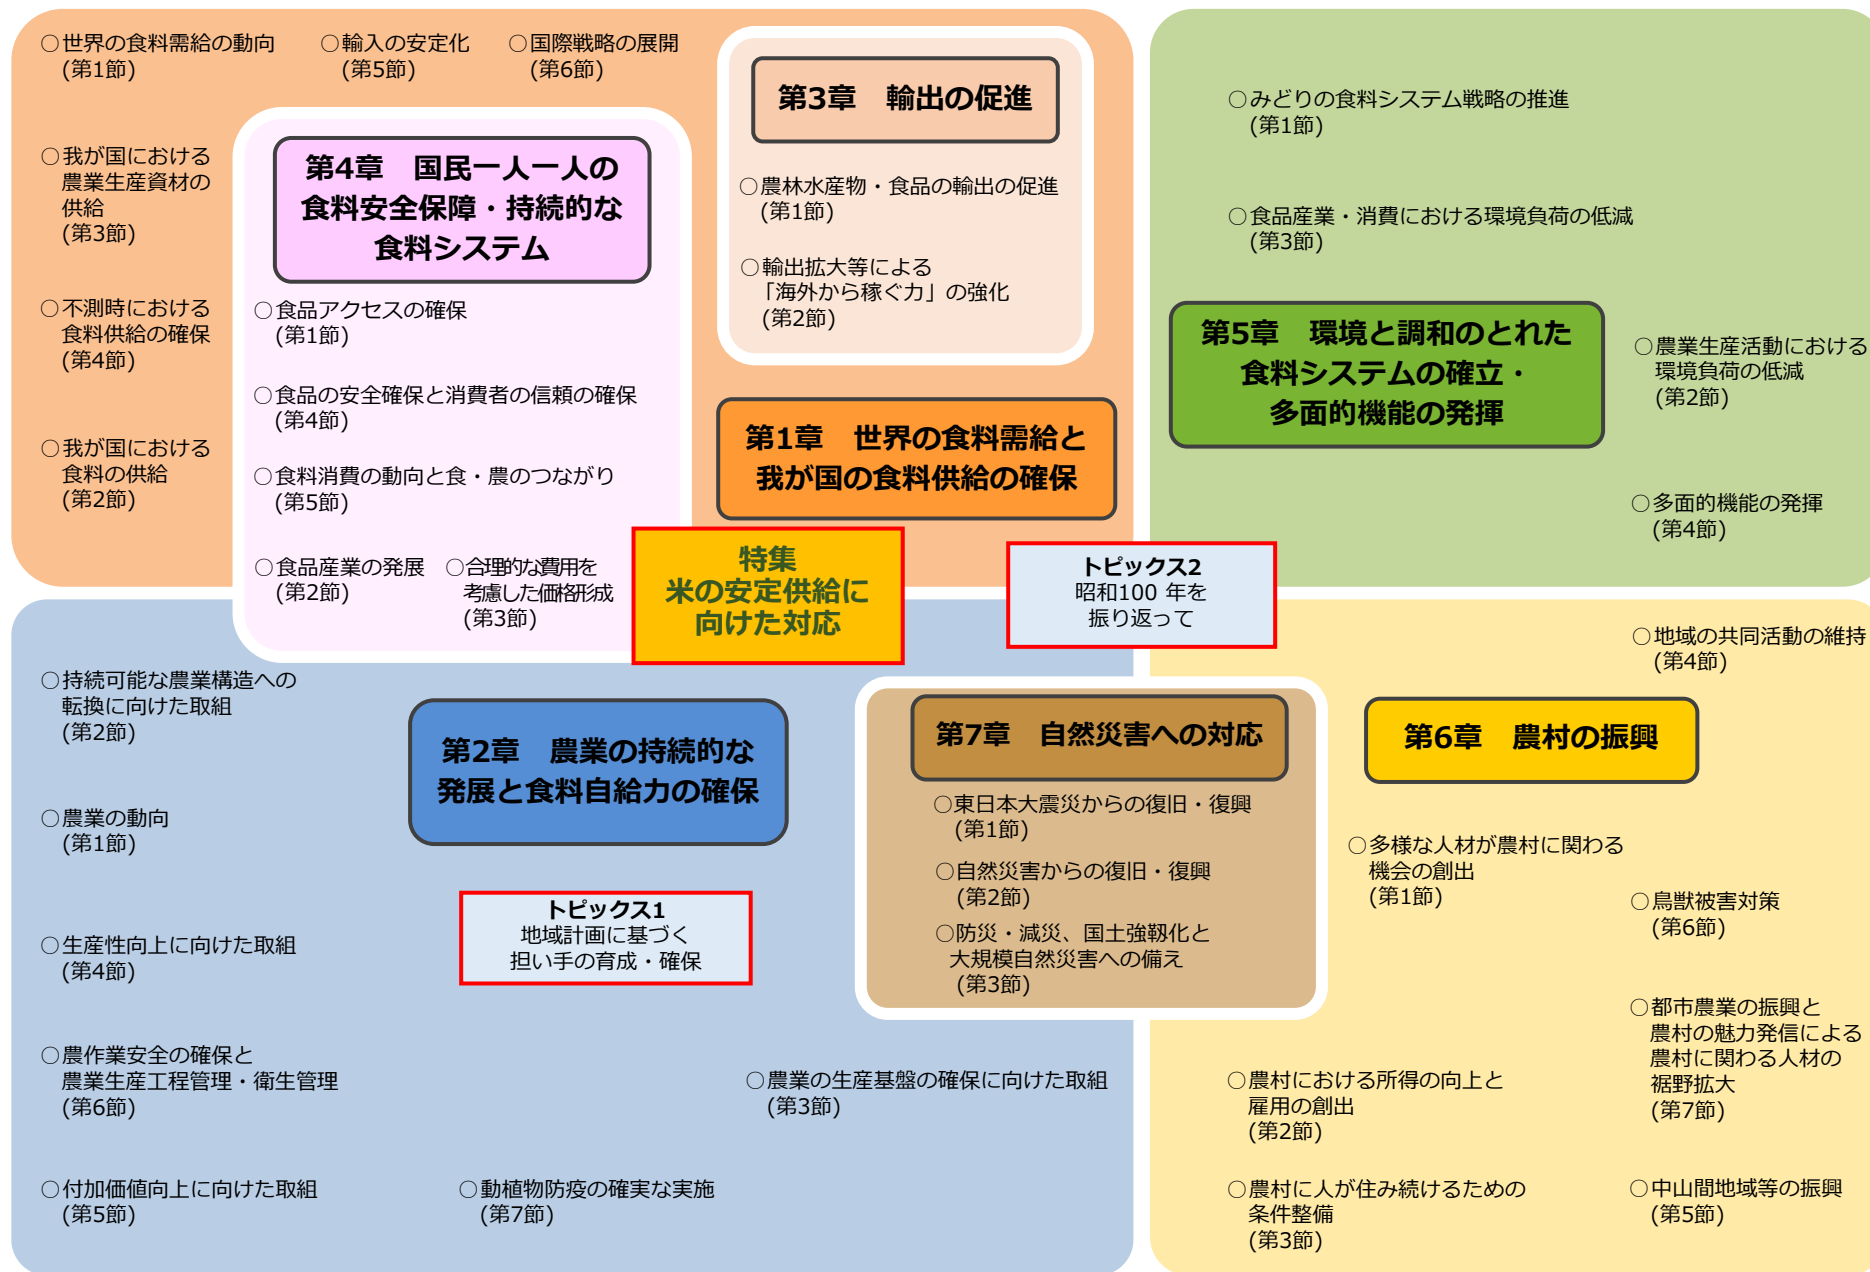 ○世界の食料需給の動向
(第1節)
○輸入の安定化
(第5節)
○国際戦略の展開
(第6節)
○我が国における
農業生産資材の
供給
(第3節)
○不測時における
食料供給の確保
(第4節)
○我が国における
食料の供給
(第2節)
第4章　国民一人一人の
食料安全保障・持続的な
食料システム
○食品アクセスの確保
(第1節)
○食品の安全確保と消費者の信頼の確保
(第4節)
○食料消費の動向と食・農のつながり
(第5節)
○食品産業の発展
(第2節)
○合理的な費用を
考慮した価格形成
(第3節)
第3章　輸出の促進
○農林水産物・食品の輸出の促進
(第1節)
○輸出拡大等による
「海外から稼ぐ力」の強化
(第2節)
第1章　世界の食料需給と
我が国の食料供給の確保
○みどりの食料システム戦略の推進
(第1節)
○食品産業・消費における環境負荷の低減
(第3節)
第5章　環境と調和のとれた
食料システムの確立・
多面的機能の発揮
○農業生産活動における
環境負荷の低減
(第2節)
○多面的機能の発揮
(第4節)
特集
米の安定供給に
向けた対応
トピックス2
昭和100 年を
振り返って
○持続可能な農業構造への
転換に向けた取組
(第2節)
○農業の動向
(第1節)
第2章　農業の持続的な
発展と食料自給力の確保
トピックス1
地域計画に基づく
担い手の育成・確保
○生産性向上に向けた取組
(第4節)
○農作業安全の確保と
農業生産工程管理・衛生管理
(第6節)
○農業の生産基盤の確保に向けた取組
(第3節)
○付加価値向上に向けた取組
(第5節)
○動植物防疫の確実な実施
(第7節)
第7章　自然災害への対応
○東日本大震災からの復旧・復興
(第1節)
○自然災害からの復旧・復興
(第2節)
○防災・減災、国土強靱化と
大規模自然災害への備え
(第3節)
○地域の共同活動の維持
(第4節)
第6章　農村の振興
○多様な人材が農村に関わる
機会の創出
(第1節)
○鳥獣被害対策
(第6節)
○都市農業の振興と
農村の魅力発信による
農村に関わる人材の
裾野拡大
(第7節)
○農村における所得の向上と
雇用の創出
(第2節)
○農村に人が住み続けるための
条件整備
(第3節)
○中山間地域等の振興
(第5節)